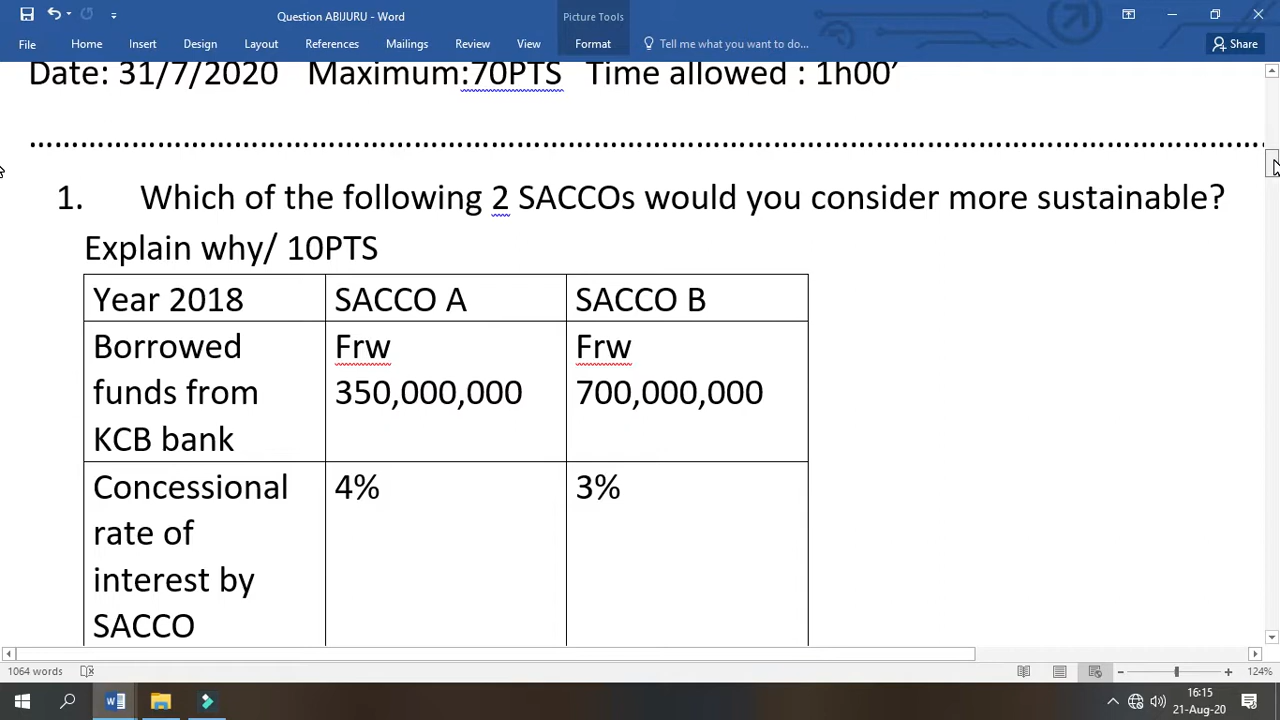 Question ABIJURU - Word
Picture Tools
File Home Insert Design Layout References Mailings Review View Format Tell me what you want to do... Share
Date: 31/7/2020 Maximum:70PTS Time allowed : 1h00’
……………………………………………………………………………………………………………………
1. Which of the following 2 SACCOs would you consider more sustainable?
Explain why/ 10PTS
Year 2018 SACCO A SACCO B
Borrowed Frw Frw
funds from 350,000,000 700,000,000
KCB bank
Concessional 4% 3%
rate of
interest by
SACCO
1064 words 124%
16:15
21-Aug-20